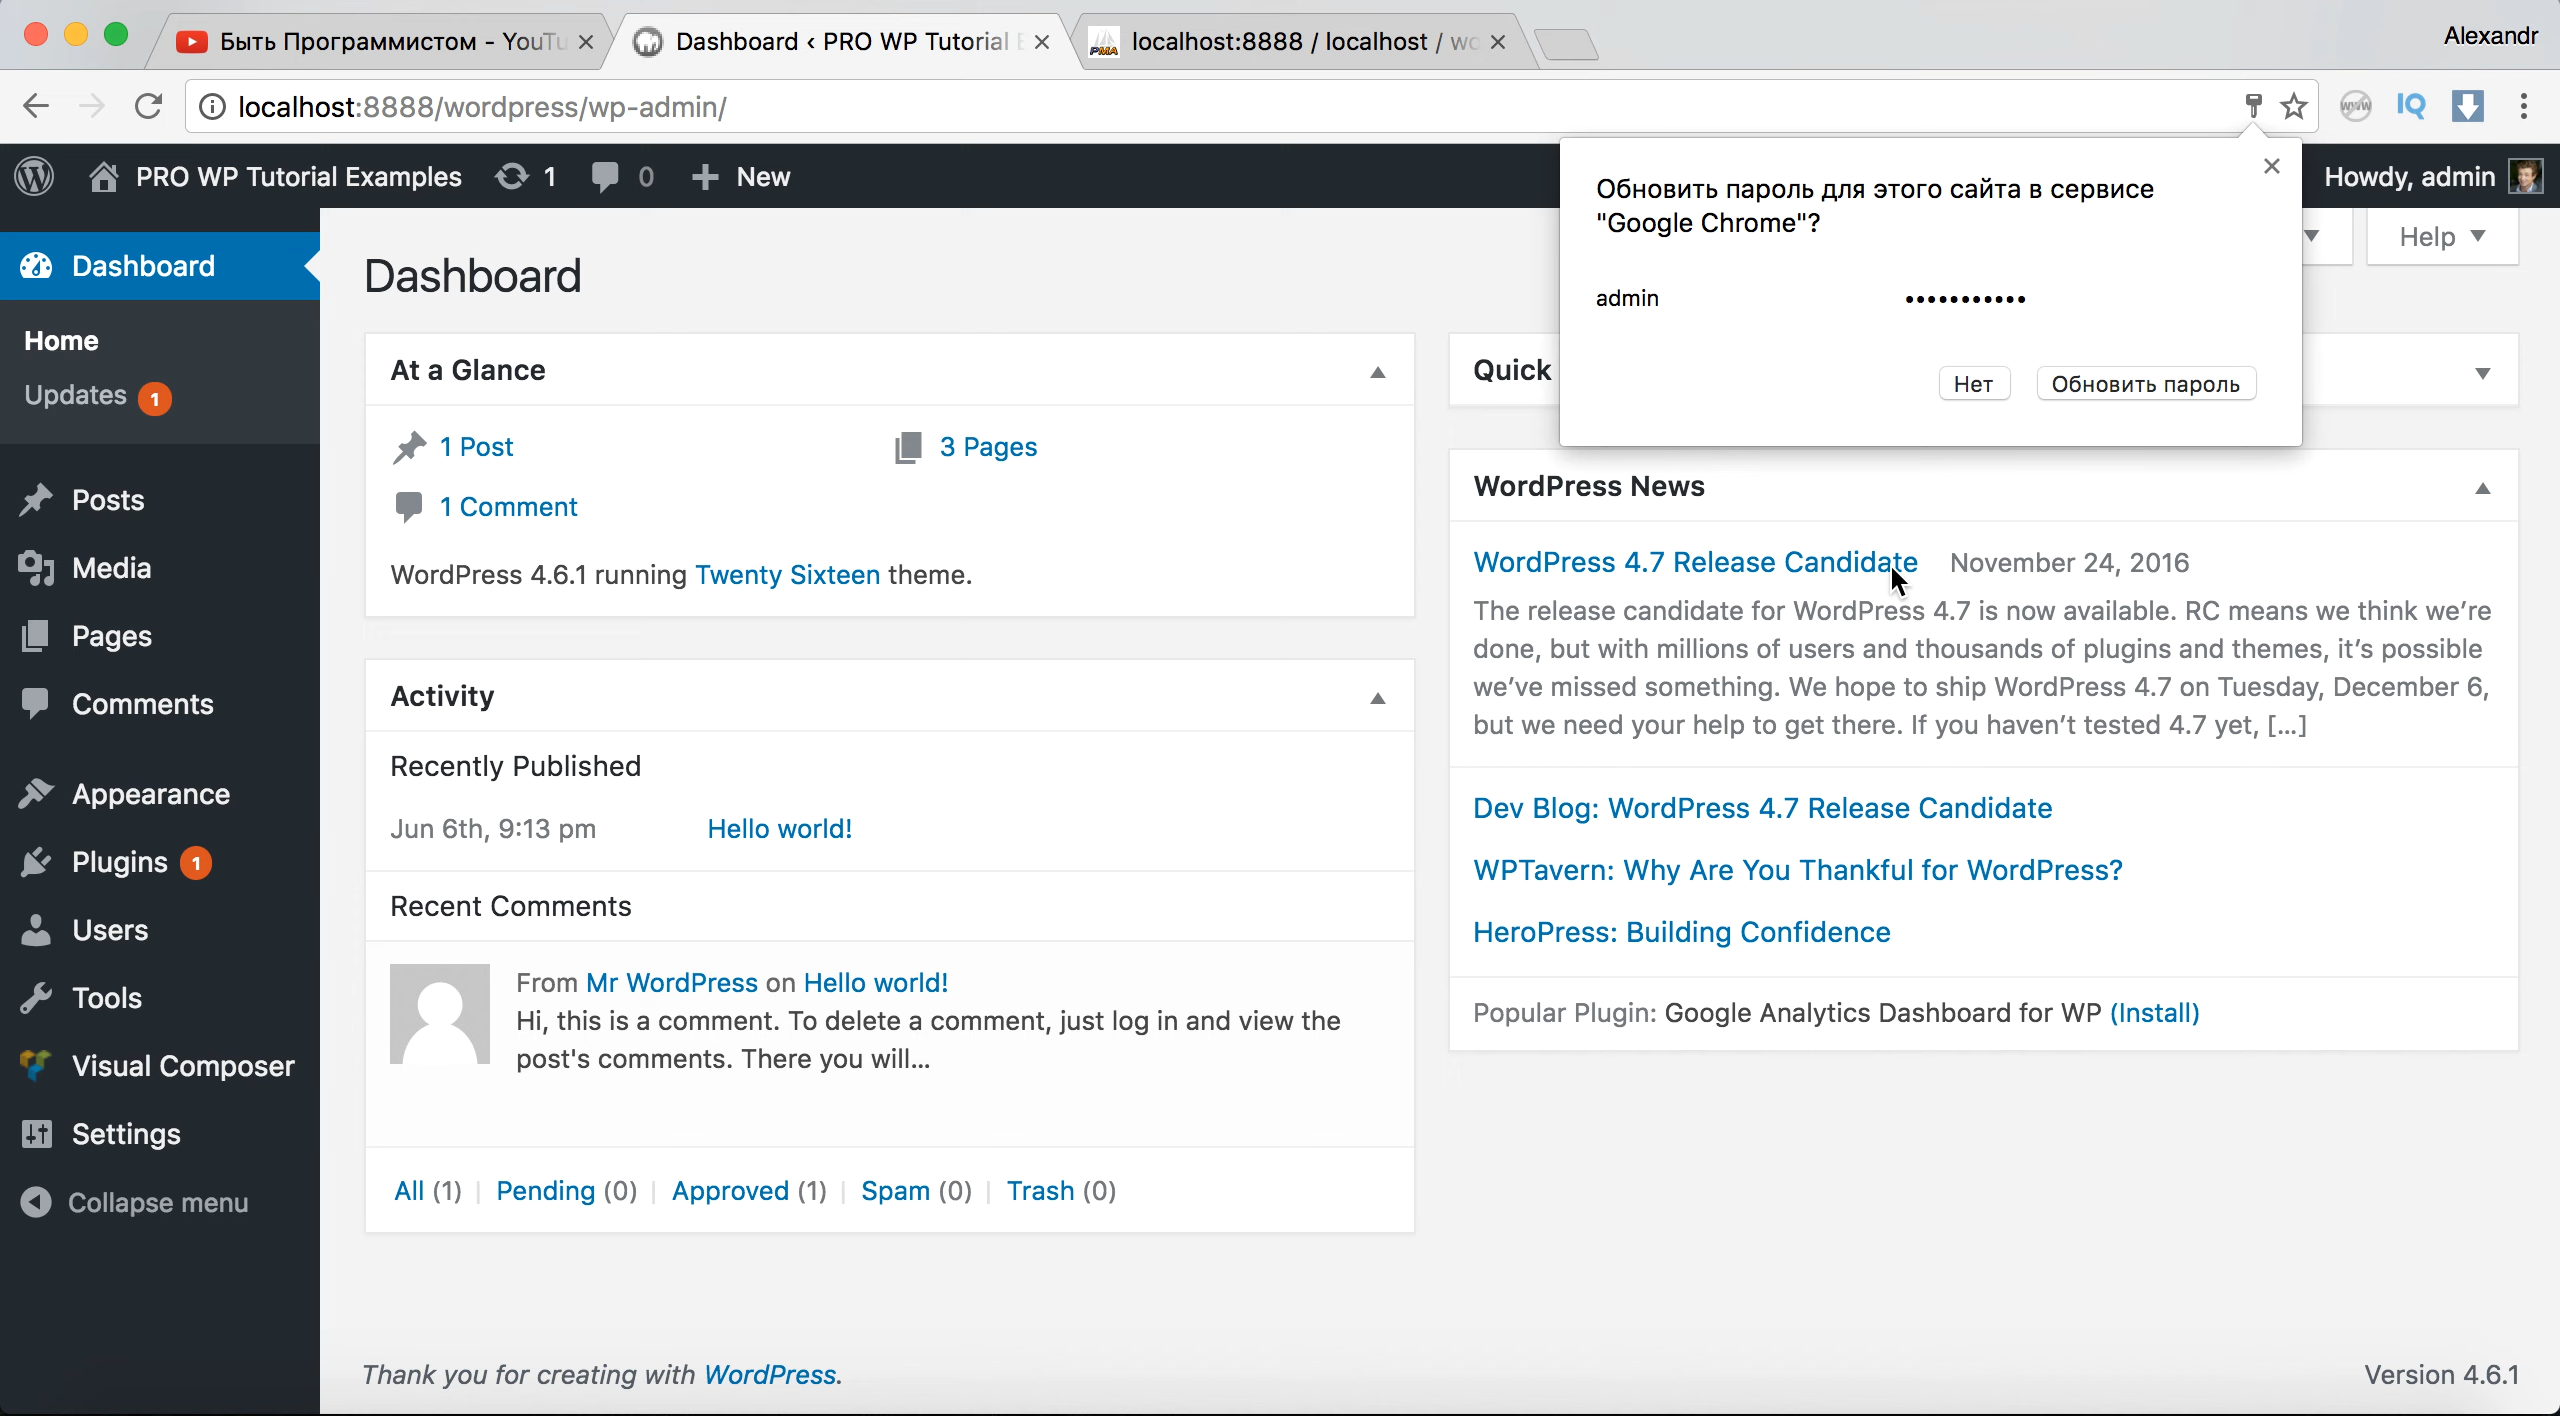 Быть Программистом - YouTu
Dashboard ‹ PRO WP Tutorial E
localhost:8888 / localhost / wo
Alexandr
localhost:8888/wordpress/wp-admin/
www
IQ
PRO WP Tutorial Examples
1
0
New
Howdy, admin
Обновить пароль для этого сайта в сервисе
"Google Chrome"?
admin
•••••••••••
Нет
Обновить пароль
Help
Dashboard
Home
Updates 1
Posts
Media
Pages
Comments
Appearance
Plugins 1
Users
Tools
Visual Composer
Settings
Collapse menu
Dashboard
At a Glance
1 Post
3 Pages
1 Comment
WordPress 4.6.1 running Twenty Sixteen theme.
Activity
Recently Published
Jun 6th, 9:13 pm Hello world!
Recent Comments
From Mr WordPress on Hello world!
Hi, this is a comment. To delete a comment, just log in and view the
post's comments. There you will...
All (1) | Pending (0) | Approved (1) | Spam (0) | Trash (0)
Quick
WordPress News
WordPress 4.7 Release Candidate November 24, 2016
The release candidate for WordPress 4.7 is now available. RC means we think we’re
done, but with millions of users and thousands of plugins and themes, it’s possible
we’ve missed something. We hope to ship WordPress 4.7 on Tuesday, December 6,
but we need your help to get there. If you haven’t tested 4.7 yet, […]
Dev Blog: WordPress 4.7 Release Candidate
WPTavern: Why Are You Thankful for WordPress?
HeroPress: Building Confidence
Popular Plugin: Google Analytics Dashboard for WP (Install)
Thank you for creating with WordPress.
Version 4.6.1